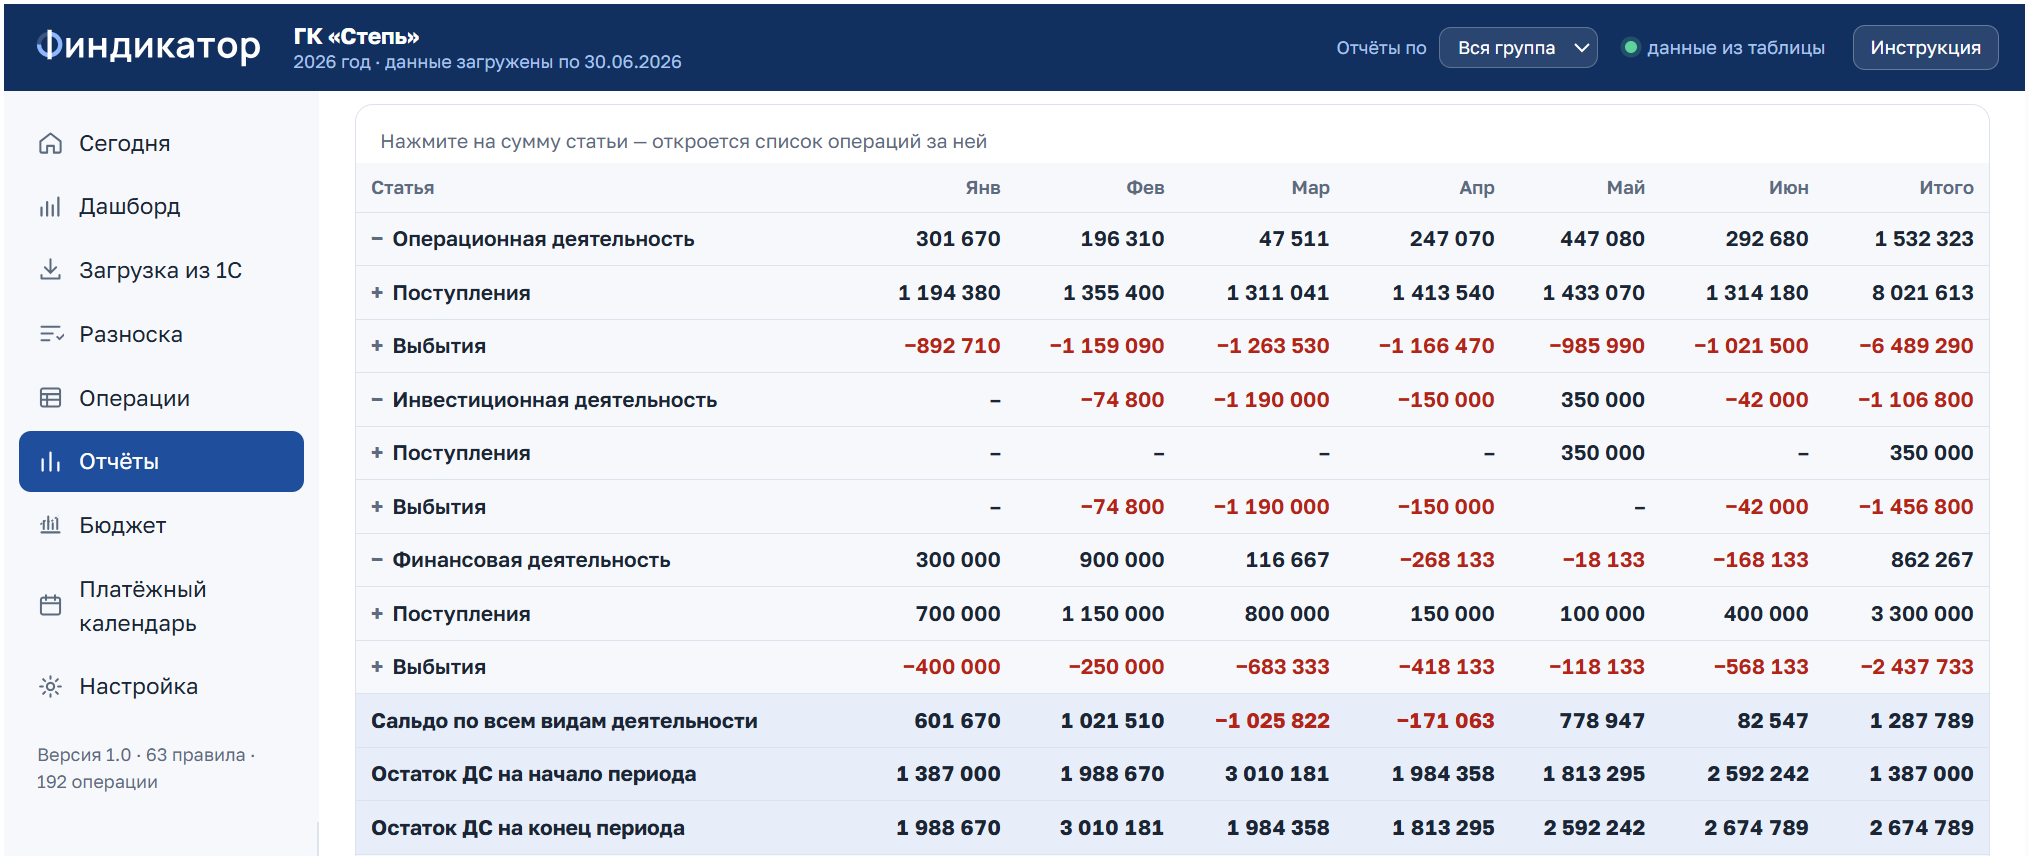 Финдикатор
ГК «Степь»
2026 год · данные загружены по 30.06.2026
Отчёты по
Вся группа
данные из таблицы
Инструкция
Сегодня
Дашборд
Загрузка из 1С
Разноска
Операции
Отчёты
Бюджет
Платёжный
календарь
Настройка
Версия 1.0 · 63 правила ·
192 операции
Нажмите на сумму статьи — откроется список операций за ней
Статья Янв Фев Мар Апр Май Июн Итого
− Операционная деятельность 301 670 196 310 47 511 247 070 447 080 292 680 1 532 323
+ Поступления 1 194 380 1 355 400 1 311 041 1 413 540 1 433 070 1 314 180 8 021 613
+ Выбытия −892 710 −1 159 090 −1 263 530 −1 166 470 −985 990 −1 021 500 −6 489 290
− Инвестиционная деятельность – −74 800 −1 190 000 −150 000 350 000 −42 000 −1 106 800
+ Поступления – – – – 350 000 – 350 000
+ Выбытия – −74 800 −1 190 000 −150 000 – −42 000 −1 456 800
− Финансовая деятельность 300 000 900 000 116 667 −268 133 −18 133 −168 133 862 267
+ Поступления 700 000 1 150 000 800 000 150 000 100 000 400 000 3 300 000
+ Выбытия −400 000 −250 000 −683 333 −418 133 −118 133 −568 133 −2 437 733
Сальдо по всем видам деятельности 601 670 1 021 510 −1 025 822 −171 063 778 947 82 547 1 287 789
Остаток ДС на начало периода 1 387 000 1 988 670 3 010 181 1 984 358 1 813 295 2 592 242 1 387 000
Остаток ДС на конец периода 1 988 670 3 010 181 1 984 358 1 813 295 2 592 242 2 674 789 2 674 789